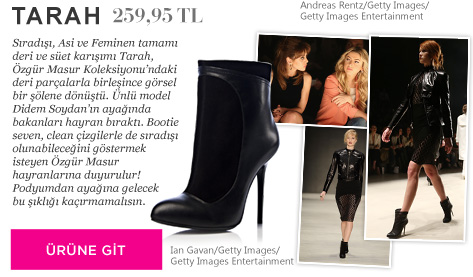 TARAH 259,95 TL
Sıradışı, Asi ve Feminen tamamı
deri ve süet karışımı Tarah,
Özgür Masur Koleksiyonu'ndaki
deri parçalarla birleşince görsel
bir şölene dönüştü. Ünlü model
Didem Soydan'ın ayağında
bakanları hayran bıraktı. Bootie
seven, clean çizgilerle de sıradışı
olunabileceğini göstermek
isteyen Özgür Masur
hayranlarına duyurulur!
Podyumdan ayağına gelecek
bu şıklığı kaçırmamalısın.
ÜRÜNE GİT
Andreas Rentz/Getty Images/
Getty Images Entertainment
Ian Gavan/Getty Images/
Getty Images Entertainment